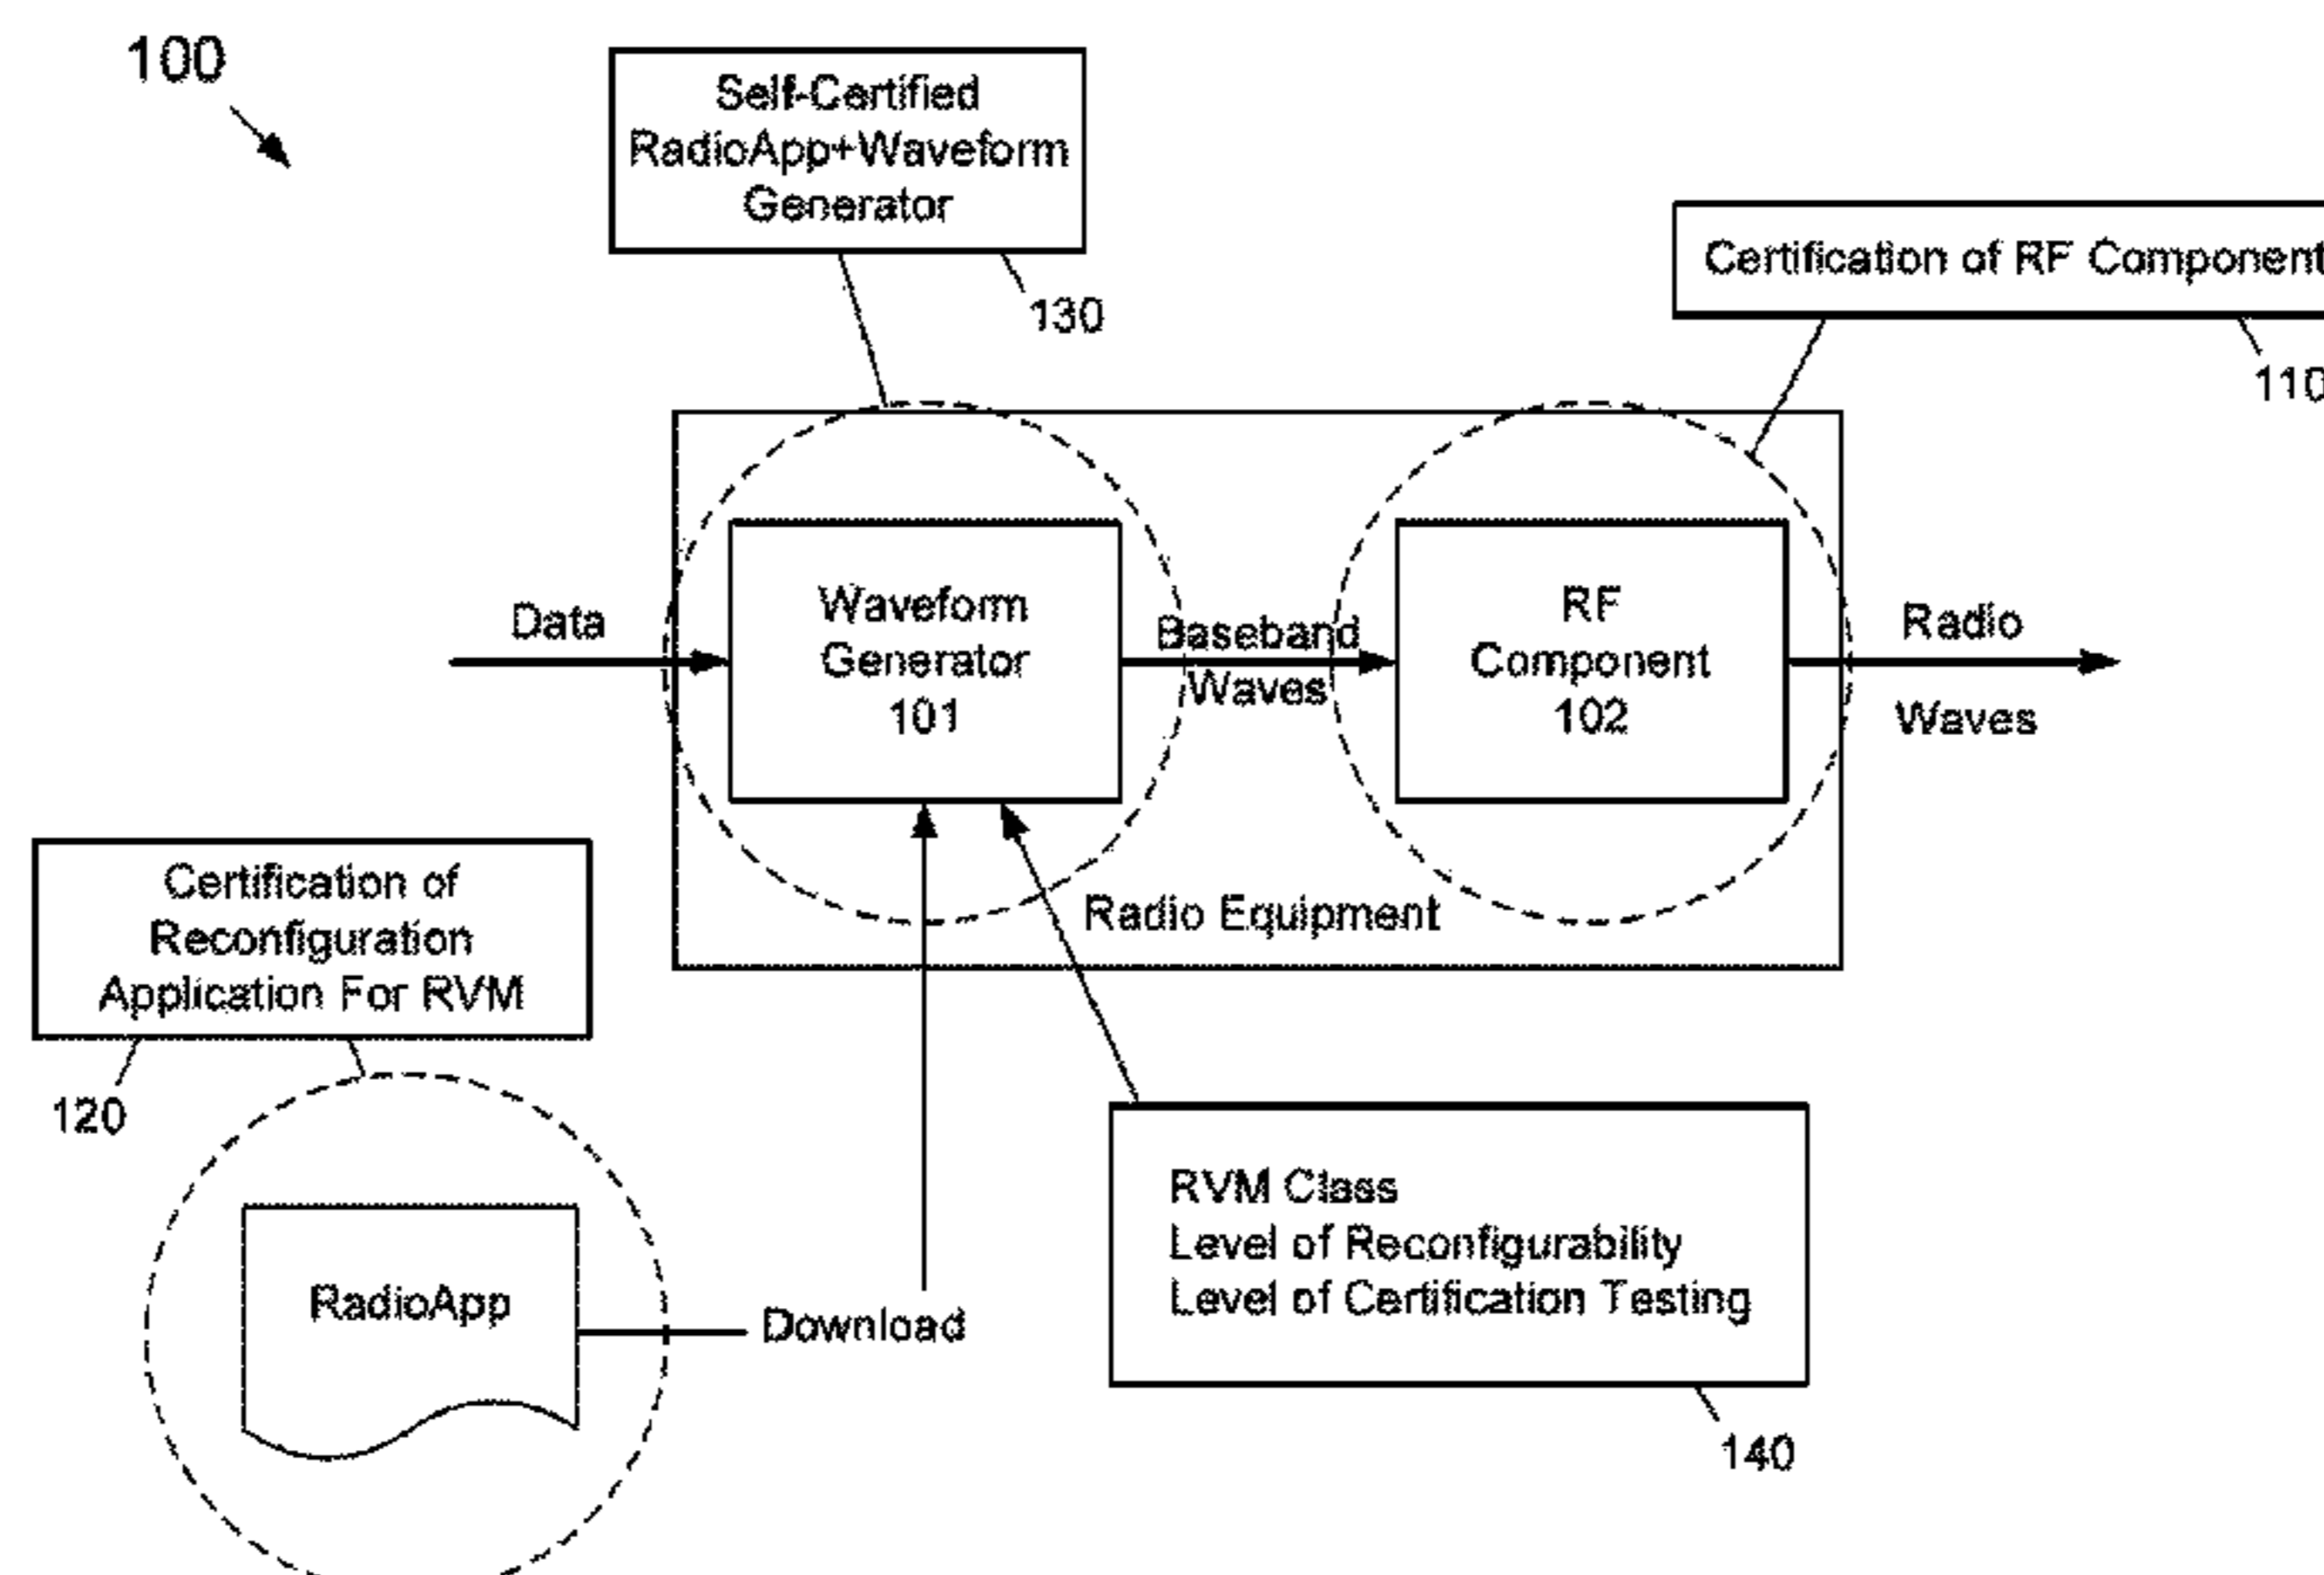 100
Self-Certified
RadioApp+Waveform
Generator
130
Certification of RF Component
110
Data
Waveform
Generator
101
Baseband
Waves
RF
Component
102
Radio
Waves
Radio Equipment
Certification of
Reconfiguration
Application For RVM
120
RadioApp
Download
RVM Class
Level of Reconfigurability
Level of Certification Testing
140